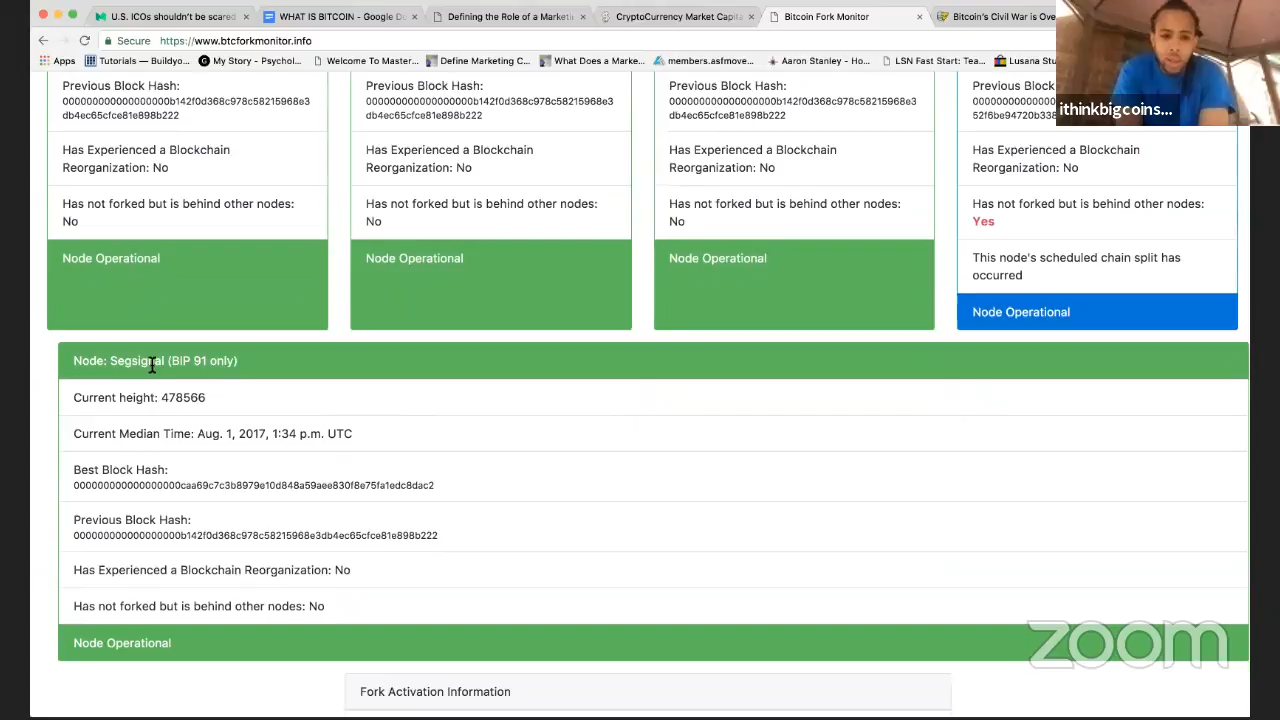 U.S. ICOs shouldn't be scared
WHAT IS BITCOIN - Google D
Defining the Role of a Marketi
CryptoCurrency Market Capita
Bitcoin Fork Monitor
Bitcoin's Civil War is Ove
Secure https://www.btcforkmonitor.info
Apps Tutorials — Buildyo... My Story - Psychol... Welcome To Master... Define Marketing C... What Does a Marke... members.asfmove... Aaron Stanley - Ho... LSN Fast Start: Tea... Lusana Stu
ithinkbigcoins...
Previous Block Hash:
000000000000000000b142f0d368c978c58215968e3
db4ec65cfce81e898b222
Has Experienced a Blockchain
Reorganization: No
Has not forked but is behind other nodes:
No
Node Operational
Previous Block Hash:
000000000000000000b142f0d368c978c58215968e3
db4ec65cfce81e898b222
Has Experienced a Blockchain
Reorganization: No
Has not forked but is behind other nodes:
No
Node Operational
Previous Block Hash:
000000000000000000b142f0d368c978c58215968e3
db4ec65cfce81e898b222
Has Experienced a Blockchain
Reorganization: No
Has not forked but is behind other nodes:
No
Node Operational
Previous Block
Has Experienced a Blockchain
Reorganization: No
Has not forked but is behind other nodes:
Yes
This node's scheduled chain split has
occurred
Node Operational
Node: Segsignal (BIP 91 only)
Current height: 478566
Current Median Time: Aug. 1, 2017, 1:34 p.m. UTC
Best Block Hash:
000000000000000000caa69c7c3b8979e10d848a59aee830f8e75fa1edc8dac2
Previous Block Hash:
000000000000000000b142f0d368c978c58215968e3db4ec65cfce81e898b222
Has Experienced a Blockchain Reorganization: No
Has not forked but is behind other nodes: No
Node Operational
zoom
Fork Activation Information